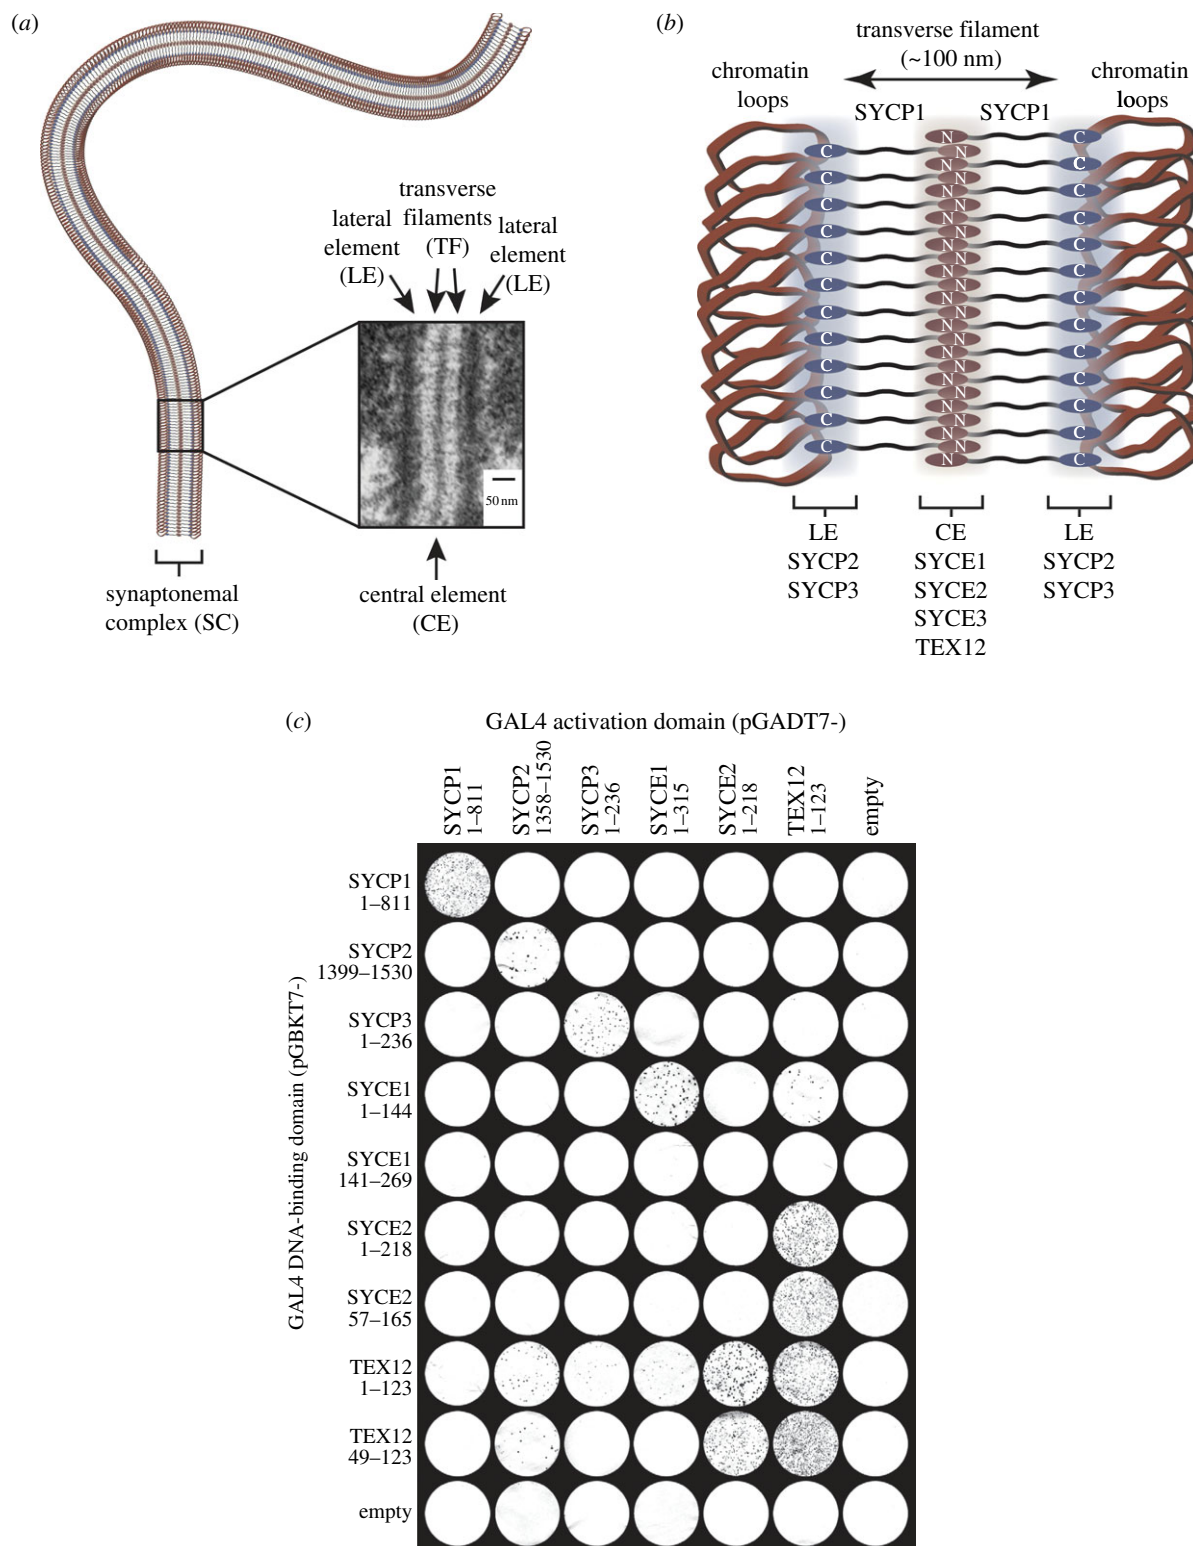 (a)
lateral
element
(LE)
transverse
filaments
(TF)
lateral
element
(LE)
50 nm
synaptonemal
complex (SC)
central element
(CE)
(b)
transverse filament
(~100 nm)
chromatin
loops
chromatin
loops
SYCP1
SYCP1
N
C
C
N
C
C
N
N
C
C
N
N
C
C
N
N
C
C
N
N
C
C
N
N
C
C
N
N
C
C
N
N
C
C
N
N
C
C
N
N
C
C
N
N
C
C
N
N
C
C
N
N
LE
SYCP2
SYCP3
CE
SYCE1
SYCE2
SYCE3
TEX12
LE
SYCP2
SYCP3
(c)
GAL4 activation domain (pGADT7-)
SYCP1
1–811
SYCP2
1358–1530
SYCP3
1–236
SYCE1
1–315
SYCE2
1–218
TEX12
1–123
empty
GAL4 DNA-binding domain (pGBKT7-)
SYCP1
1–811
SYCP2
1399–1530
SYCP3
1–236
SYCE1
1–144
SYCE1
141–269
SYCE2
1–218
SYCE2
57–165
TEX12
1–123
TEX12
49–123
empty